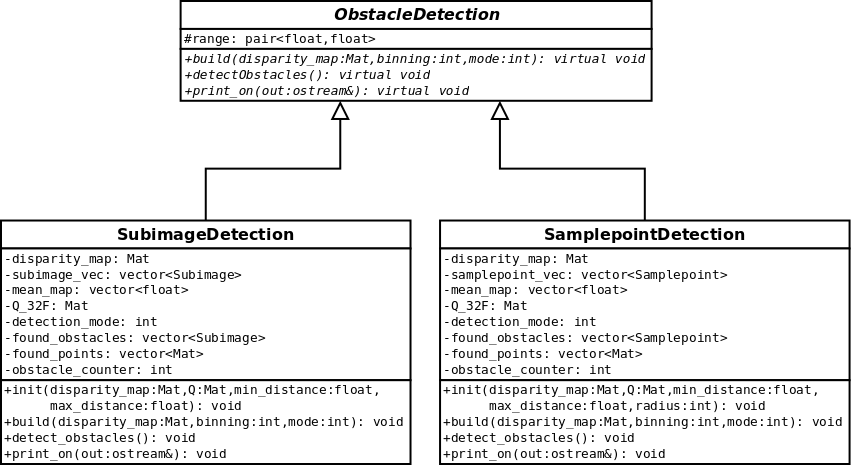 ObstacleDetection
#range: pair<float,float>
+build(disparity_map:Mat,binning:int,mode:int): virtual void
+detectObstacles(): virtual void
+print_on(out:ostream&): virtual void
SubimageDetection
-disparity_map: Mat
-subimage_vec: vector<Subimage>
-mean_map: vector<float>
-Q_32F: Mat
-detection_mode: int
-found_obstacles: vector<Subimage>
-found_points: vector<Mat>
-obstacle_counter: int
+init(disparity_map:Mat,Q:Mat,min_distance:float,
max_distance:float): void
+build(disparity_map:Mat,binning:int,mode:int): void
+detect_obstacles(): void
+print_on(out:ostream&): void
SamplepointDetection
-disparity_map: Mat
-samplepoint_vec: vector<Samplepoint>
-mean_map: vector<float>
-Q_32F: Mat
-detection_mode: int
-found_obstacles: vector<Samplepoint>
-found_points: vector<Mat>
-obstacle_counter: int
+init(disparity_map:Mat,Q:Mat,min_distance:float,
max_distance:float,radius:int): void
+build(disparity_map:Mat,binning:int,mode:int): void
+detect_obstacles(): void
+print_on(out:ostream&): void